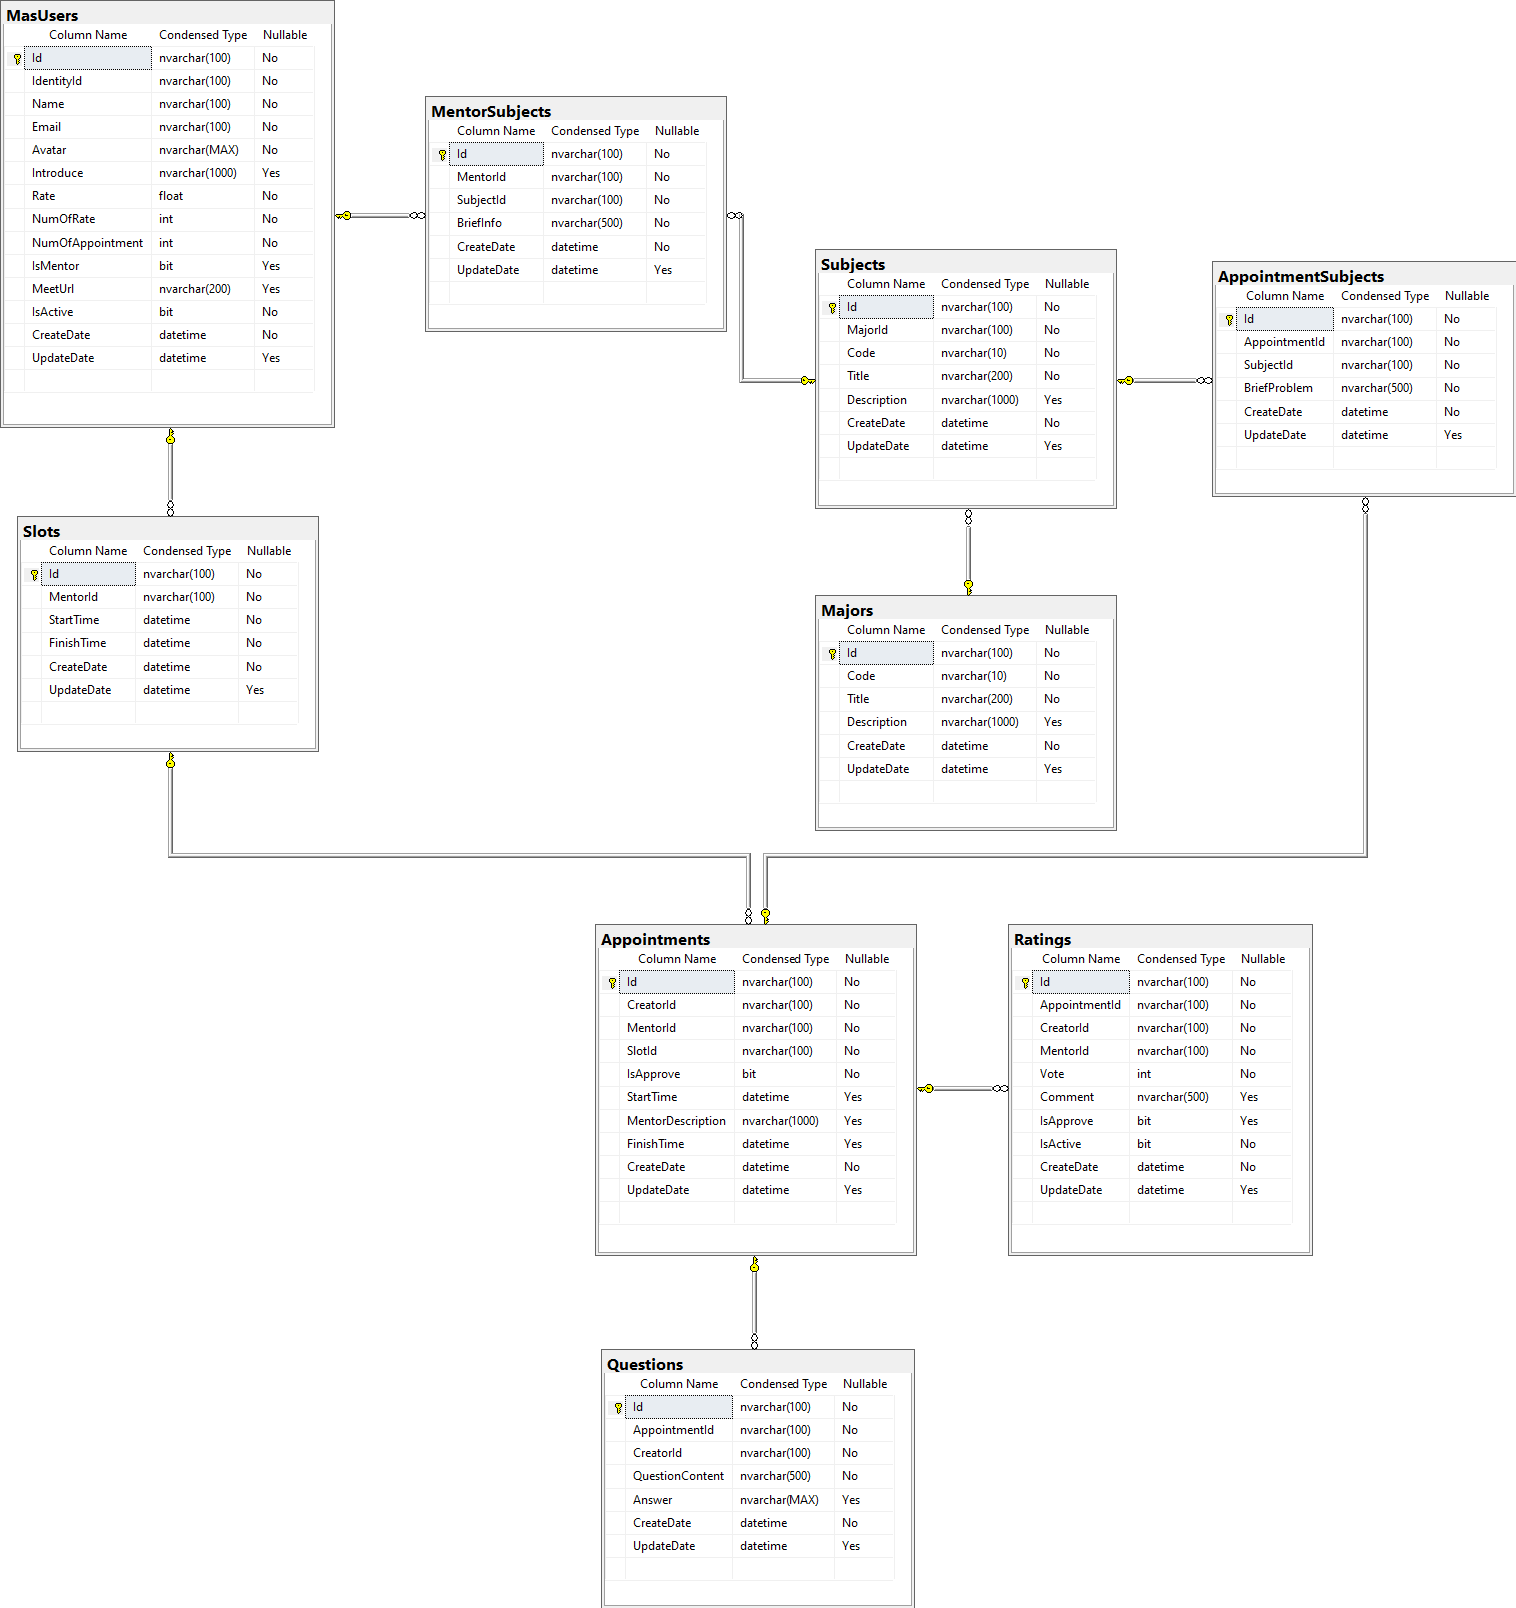 MasUsers
Column Name Condensed Type Nullable
Id nvarchar(100) No
IdentityId nvarchar(100) No
Name nvarchar(100) No
Email nvarchar(100) No
Avatar nvarchar(MAX) No
Introduce nvarchar(1000) Yes
Rate float No
NumOfRate int No
NumOfAppointment int No
IsMentor bit Yes
MeetUrl nvarchar(200) Yes
IsActive bit No
CreateDate datetime No
UpdateDate datetime Yes
MentorSubjects
Column Name Condensed Type Nullable
Id nvarchar(100) No
MentorId nvarchar(100) No
SubjectId nvarchar(100) No
BriefInfo nvarchar(500) No
CreateDate datetime No
UpdateDate datetime Yes
Subjects
Column Name Condensed Type Nullable
Id nvarchar(100) No
MajorId nvarchar(100) No
Code nvarchar(10) No
Title nvarchar(200) No
Description nvarchar(1000) Yes
CreateDate datetime No
UpdateDate datetime Yes
AppointmentSubjects
Column Name Condensed Type Nullable
Id nvarchar(100) No
AppointmentId nvarchar(100) No
SubjectId nvarchar(100) No
BriefProblem nvarchar(500) No
CreateDate datetime No
UpdateDate datetime Yes
Slots
Column Name Condensed Type Nullable
Id nvarchar(100) No
MentorId nvarchar(100) No
StartTime datetime No
FinishTime datetime No
CreateDate datetime No
UpdateDate datetime Yes
Majors
Column Name Condensed Type Nullable
Id nvarchar(100) No
Code nvarchar(10) No
Title nvarchar(200) No
Description nvarchar(1000) Yes
CreateDate datetime No
UpdateDate datetime Yes
Appointments
Column Name Condensed Type Nullable
Id nvarchar(100) No
CreatorId nvarchar(100) No
MentorId nvarchar(100) No
SlotId nvarchar(100) No
IsApprove bit No
StartTime datetime Yes
MentorDescription nvarchar(1000) Yes
FinishTime datetime Yes
CreateDate datetime No
UpdateDate datetime Yes
Ratings
Column Name Condensed Type Nullable
Id nvarchar(100) No
AppointmentId nvarchar(100) No
CreatorId nvarchar(100) No
MentorId nvarchar(100) No
Vote int No
Comment nvarchar(500) Yes
IsApprove bit Yes
IsActive bit No
CreateDate datetime No
UpdateDate datetime Yes
Questions
Column Name Condensed Type Nullable
Id nvarchar(100) No
AppointmentId nvarchar(100) No
CreatorId nvarchar(100) No
QuestionContent nvarchar(500) No
Answer nvarchar(MAX) Yes
CreateDate datetime No
UpdateDate datetime Yes